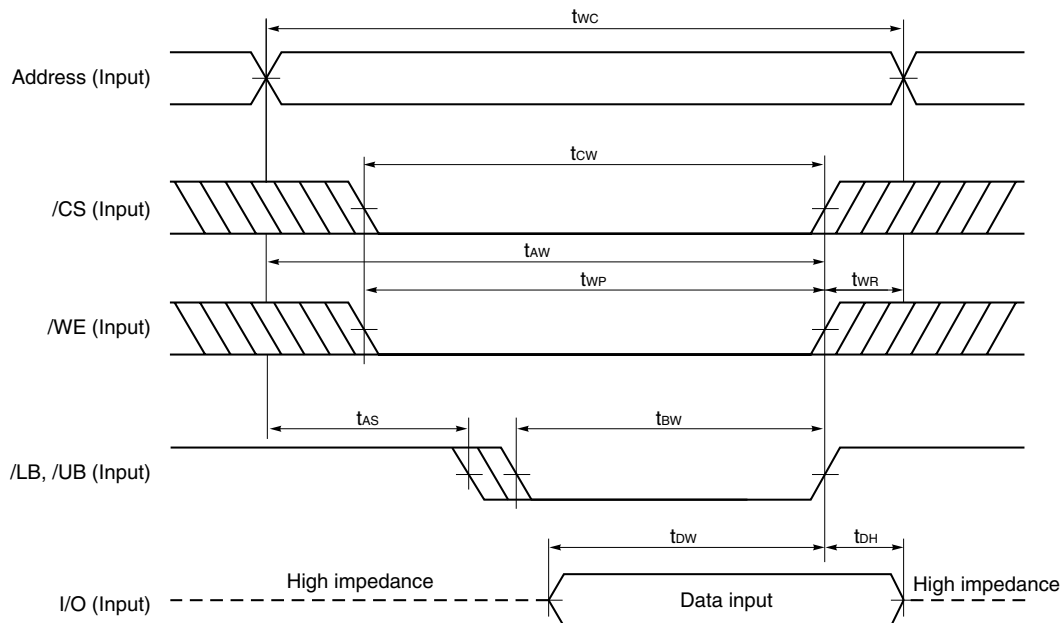 tWC
Address (Input)
tCW
/CS (Input)
tAW
tWP
tWR
/WE (Input)
tAS
tBW
/LB, /UB (Input)
tDW
tDH
High impedance
Data input
High impedance
I/O (Input)